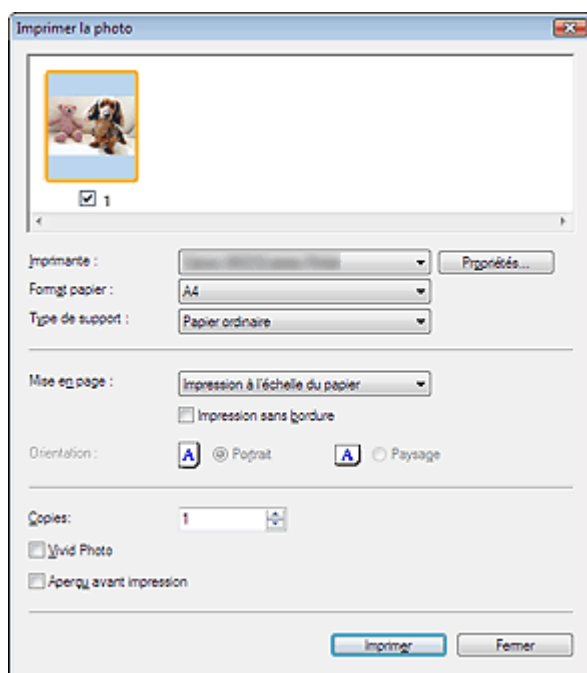 Imprimer la photo
1
Imprimante :
Propriétés...
Format papier :
A4
Type de support :
Papier ordinaire
Mise en page :
Impression à l'échelle du papier
Impression sans bordure
Orientation :
A Portrait
A Paysage
Copies:
1
Vivid Photo
Aperçu avant impression
Imprimer
Fermer